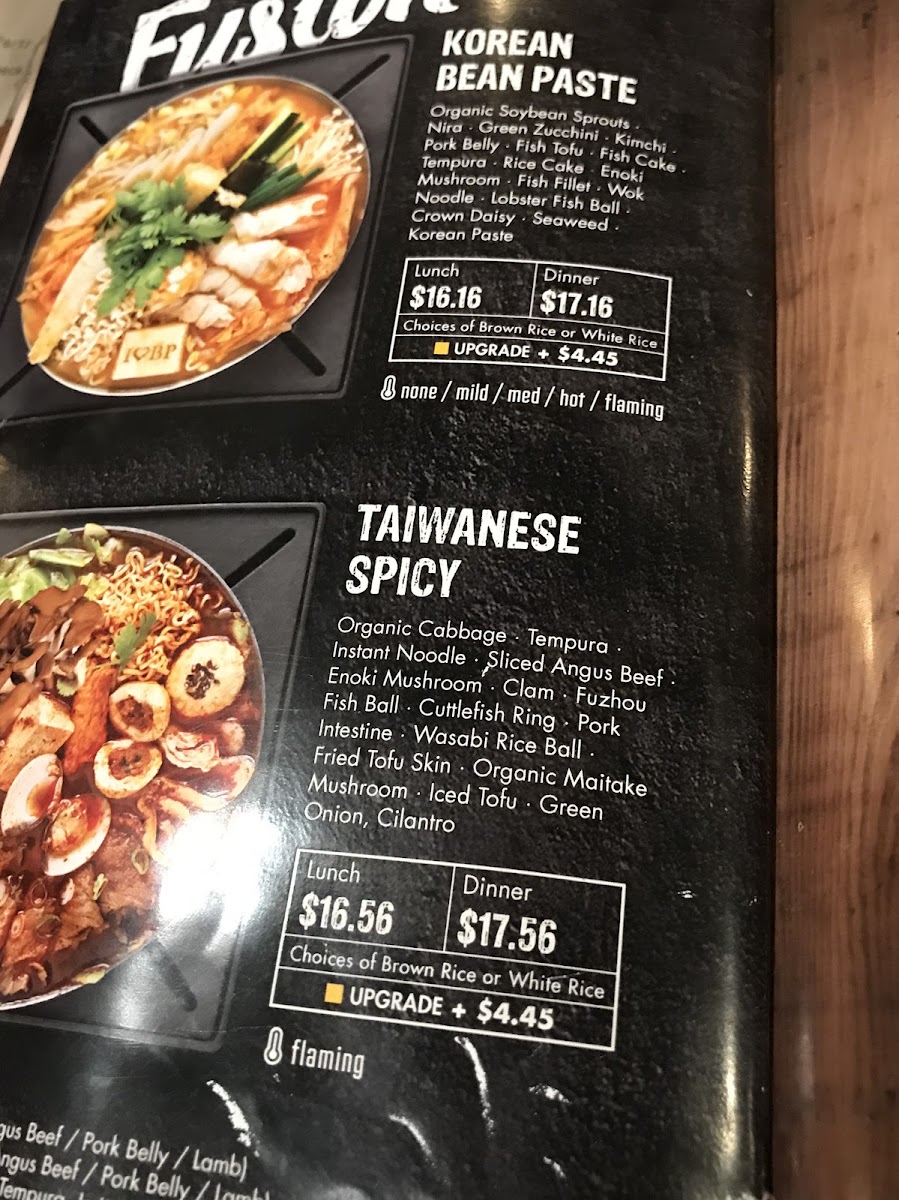 Fusion
KOREAN
BEAN PASTE
Organic Soybean Sprouts ·
Nira · Green Zucchini · Kimchi ·
Pork Belly · Fish Tofu · Fish Cake ·
Tempura · Rice Cake · Enoki
Mushroom · Fish Fillet · Wok
Noodle · Lobster Fish Ball ·
Crown Daisy · Seaweed ·
Korean Paste
Lunch Dinner
$16.16 $17.16
Choices of Brown Rice or White Rice
UPGRADE + $4.45
none / mild / med / hot / flaming
I♡BP
TAIWANESE
SPICY
Organic Cabbage · Tempura ·
Instant Noodle · Sliced Angus Beef ·
Enoki Mushroom · Clam · Fuzhou
Fish Ball · Cuttlefish Ring · Pork
Intestine · Wasabi Rice Ball ·
Fried Tofu Skin · Organic Maitake
Mushroom · Iced Tofu · Green
Onion, Cilantro
Lunch Dinner
$16.56 $17.56
Choices of Brown Rice or White Rice
UPGRADE + $4.45
flaming
gus Beef / Pork Belly / Lamb)
ngus Beef / Pork Belly / Lamb)
Tempura